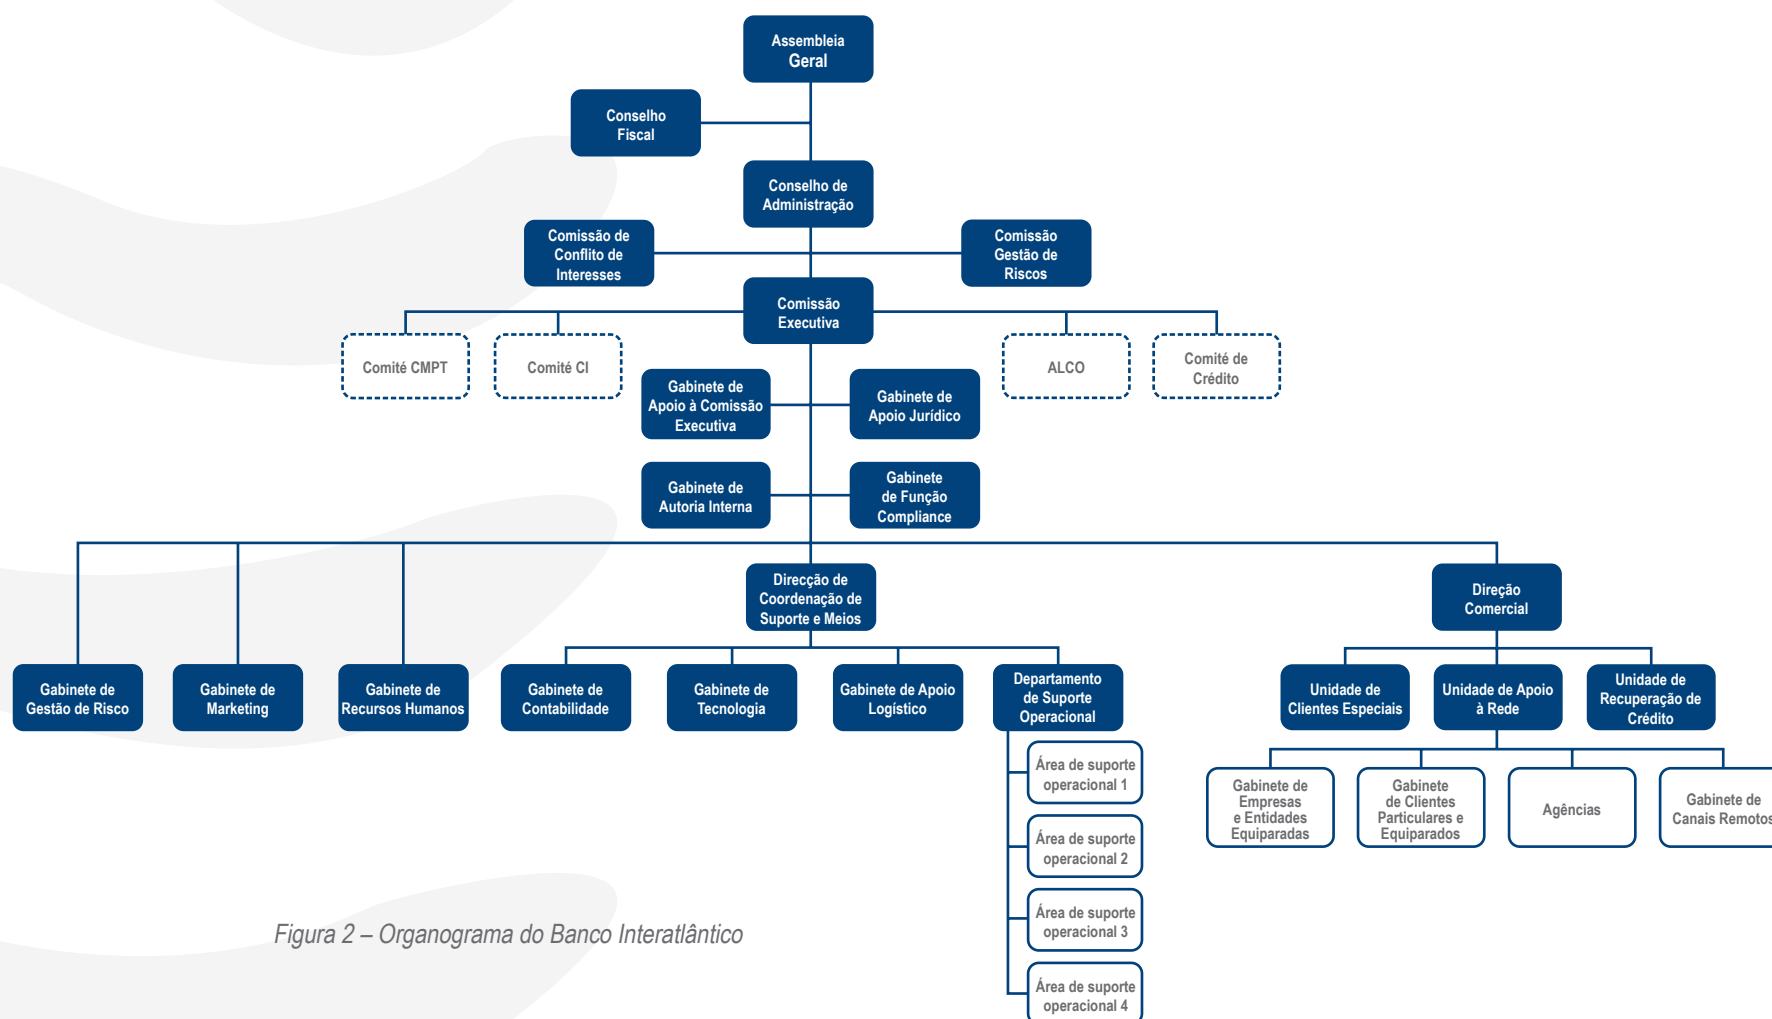 Assembleia
Geral
Conselho
Fiscal
Conselho de
Administração
Comissão de
Conflito de
Interesses
Comissão
Gestão de
Riscos
Comissão
Executiva
Comité CMPT
Comité CI
ALCO
Comité de
Crédito
Gabinete de
Apoio à Comissão
Executiva
Gabinete de
Apoio Jurídico
Gabinete de
Autoria Interna
Gabinete
de Função
Compliance
Direcção de
Coordenação de
Suporte e Meios
Direção
Comercial
Gabinete de
Gestão de Risco
Gabinete de
Marketing
Gabinete de
Recursos Humanos
Gabinete de
Contabilidade
Gabinete de
Tecnologia
Gabinete de Apoio
Logístico
Departamento
de Suporte
Operacional
Unidade de
Clientes Especiais
Unidade de Apoio
à Rede
Unidade de
Recuperação de
Crédito
Área de suporte
operacional 1
Área de suporte
operacional 2
Área de suporte
operacional 3
Área de suporte
operacional 4
Gabinete de
Empresas
e Entidades
Equiparadas
Gabinete
de Clientes
Particulares e
Equiparados
Agências
Gabinete de
Canais Remotos
Figura 2 – Organograma do Banco Interatlântico